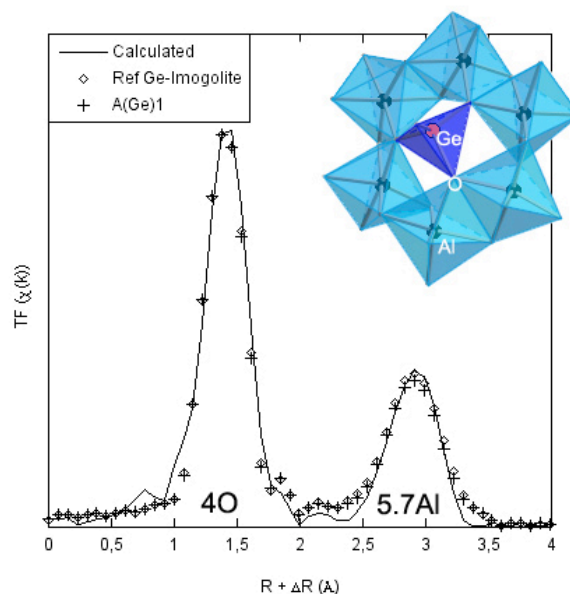 Calculated
Ref Ge-Imogolite
A(Ge)1
Ge
O
Al
TF (χ(k))
4O
5.7Al
0 0,5 1 1,5 2 2,5 3 3,5 4
R + ΔR (Å)